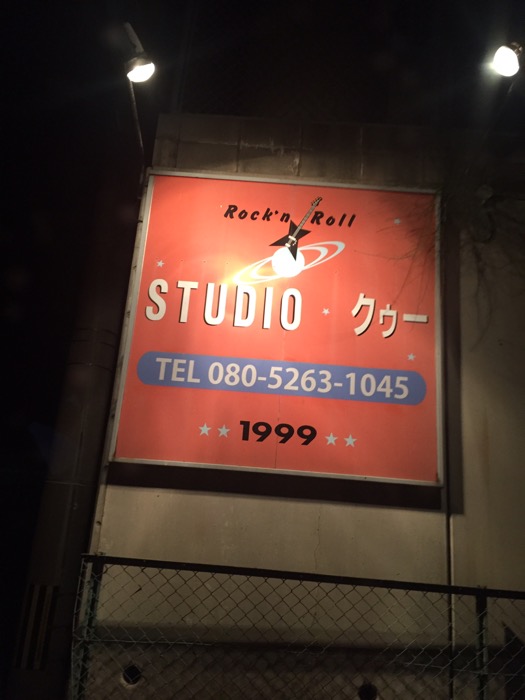 Rock'n Roll
STUDIO クゥー
TEL 080-5263-1045
1999